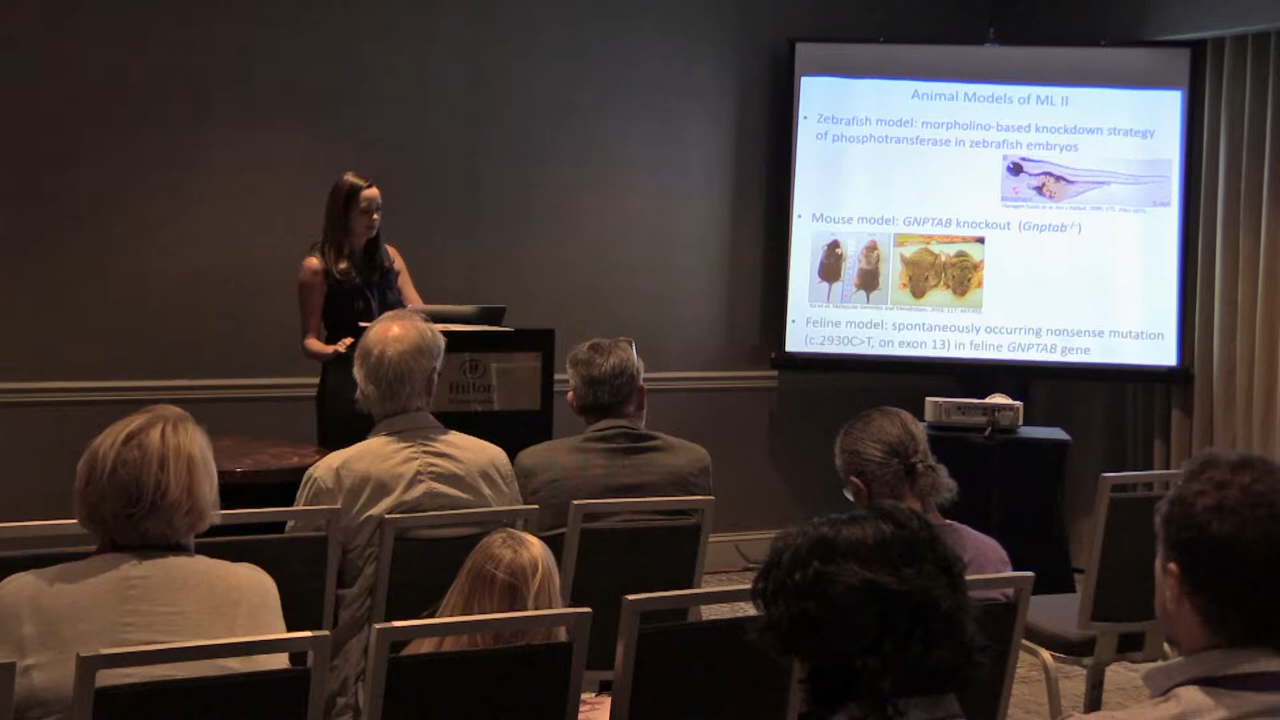 Animal Models of ML II
• Zebrafish model: morpholino-based knockdown strategy
of phosphotransferase in zebrafish embryos
• Mouse model: GNPTAB knockout (Gnptab-/-)
• Feline model: spontaneously occurring nonsense mutation
(c.2930C>T, on exon 13) in feline GNPTAB gene
Hilton